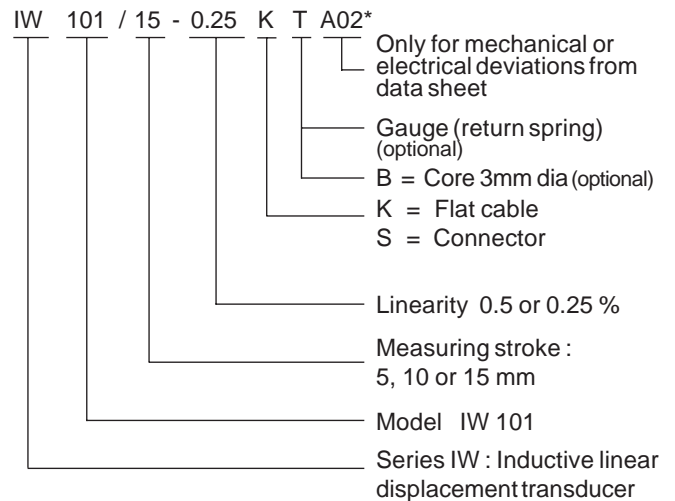 IW 101 / 15 - 0.25 K T A02*
Only for mechanical or
electrical deviations from
data sheet
Gauge (return spring)
(optional)
B = Core 3mm dia (optional)
K = Flat cable
S = Connector
Linearity 0.5 or 0.25 %
Measuring stroke :
5, 10 or 15 mm
Model IW 101
Series IW : Inductive linear
displacement transducer